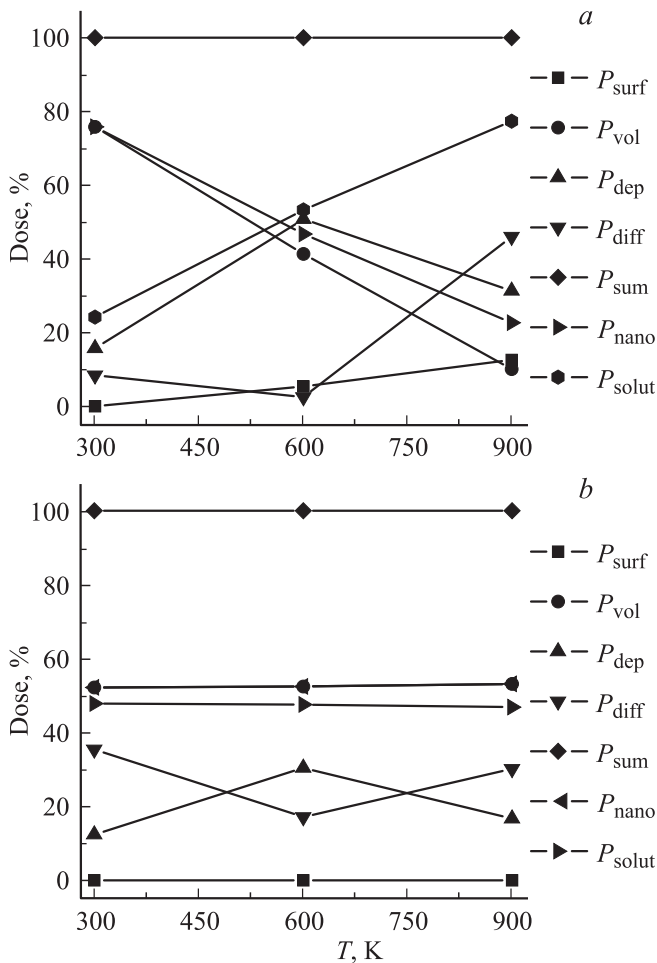 a
100
80
60
40
20
0
Dose, %
300 450 600 750 900
P_surf
P_vol
P_dep
P_diff
P_sum
P_nano
P_solut
b
100
80
60
40
20
0
Dose, %
300 450 600 750 900
T, K
P_surf
P_vol
P_dep
P_diff
P_sum
P_nano
P_solut